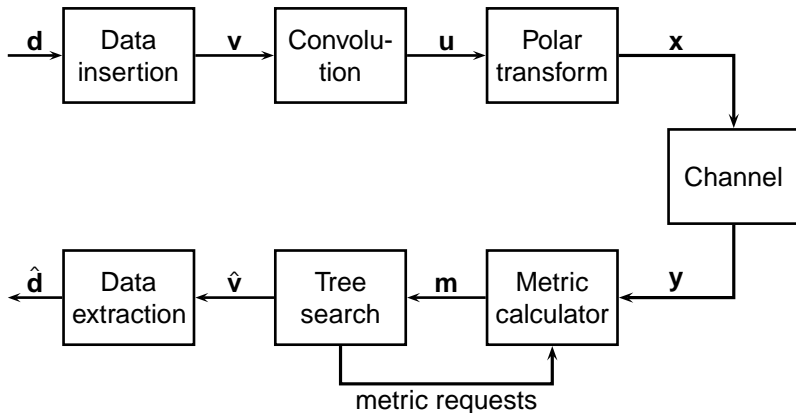 d
Data
insertion
v
Convolu-
tion
u
Polar
transform
x
Channel
d̂
Data
extraction
v̂
Tree
search
m
Metric
calculator
y
metric requests